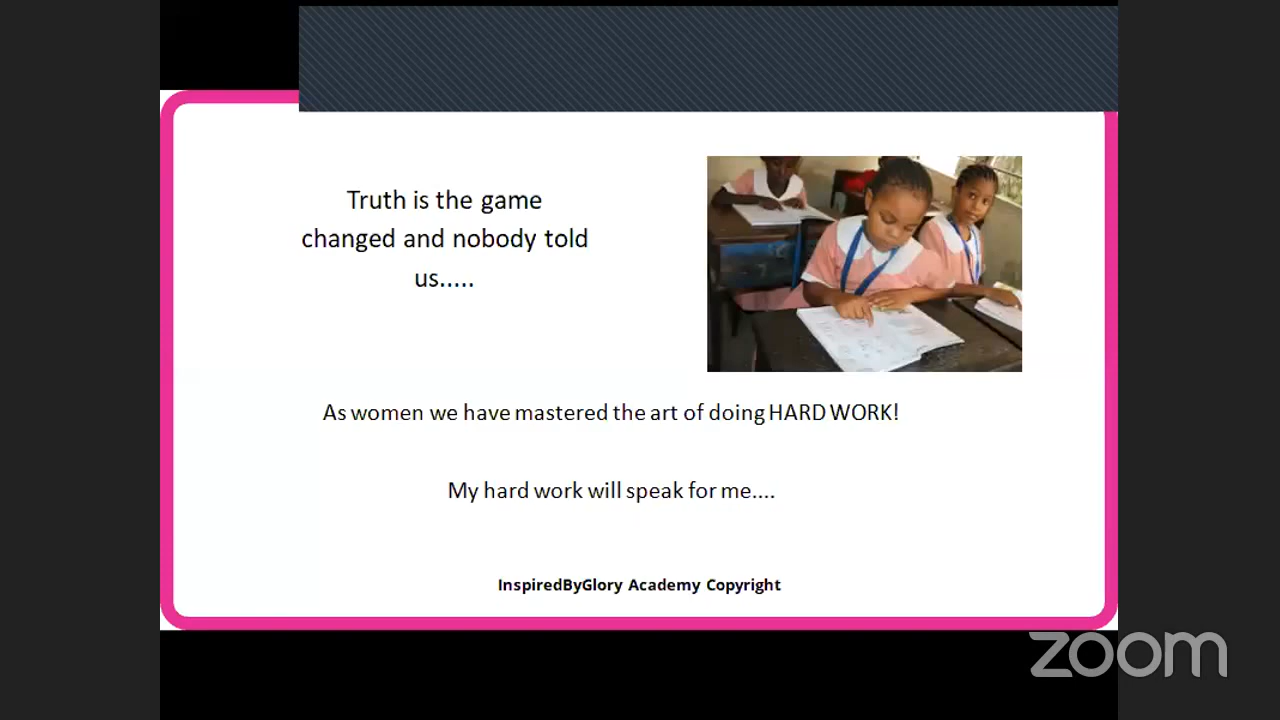 Truth is the game
changed and nobody told
us.....
As women we have mastered the art of doing HARD WORK!
My hard work will speak for me....
InspiredByGlory Academy Copyright
zoom